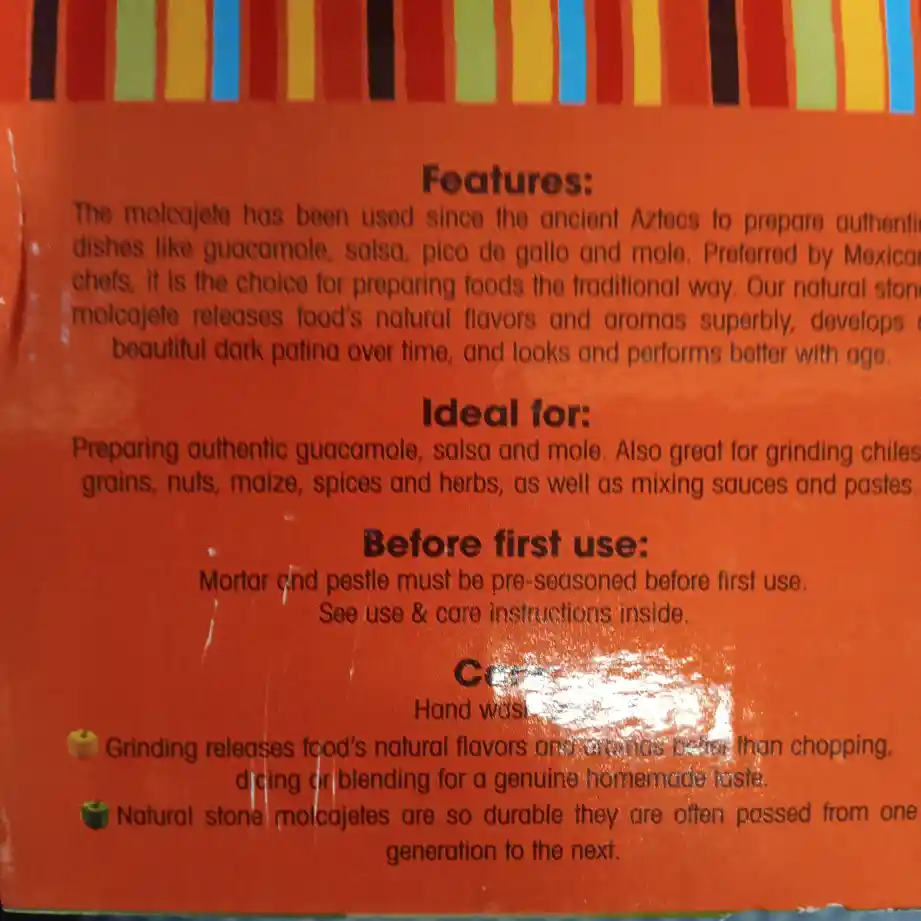 Features:
The molcajete has been used since the ancient Aztecs to prepare authenti
dishes like guacamole, salsa, pico de gallo and mole. Preferred by Mexica
chefs, it is the choice for preparing foods the traditional way. Our natural ston
molcajete releases food's natural flavors and aromas superbly, develops
beautiful dark patina over time, and looks and performs better with age.
Ideal for:
Preparing authentic guacamole, salsa and mole. Also great for grinding chiles
grains, nuts, maize, spices and herbs, as well as mixing sauces and pastes
Before first use:
Mortar and pestle must be pre-seasoned before first use.
See use & care instructions inside.
Hand
Grinding releases food's natural flavors and aromas better than chopping,
dicing or blending for a genuine homemade taste.
Natural stone molcajetes are so durable they are often passed from one
generation to the next.